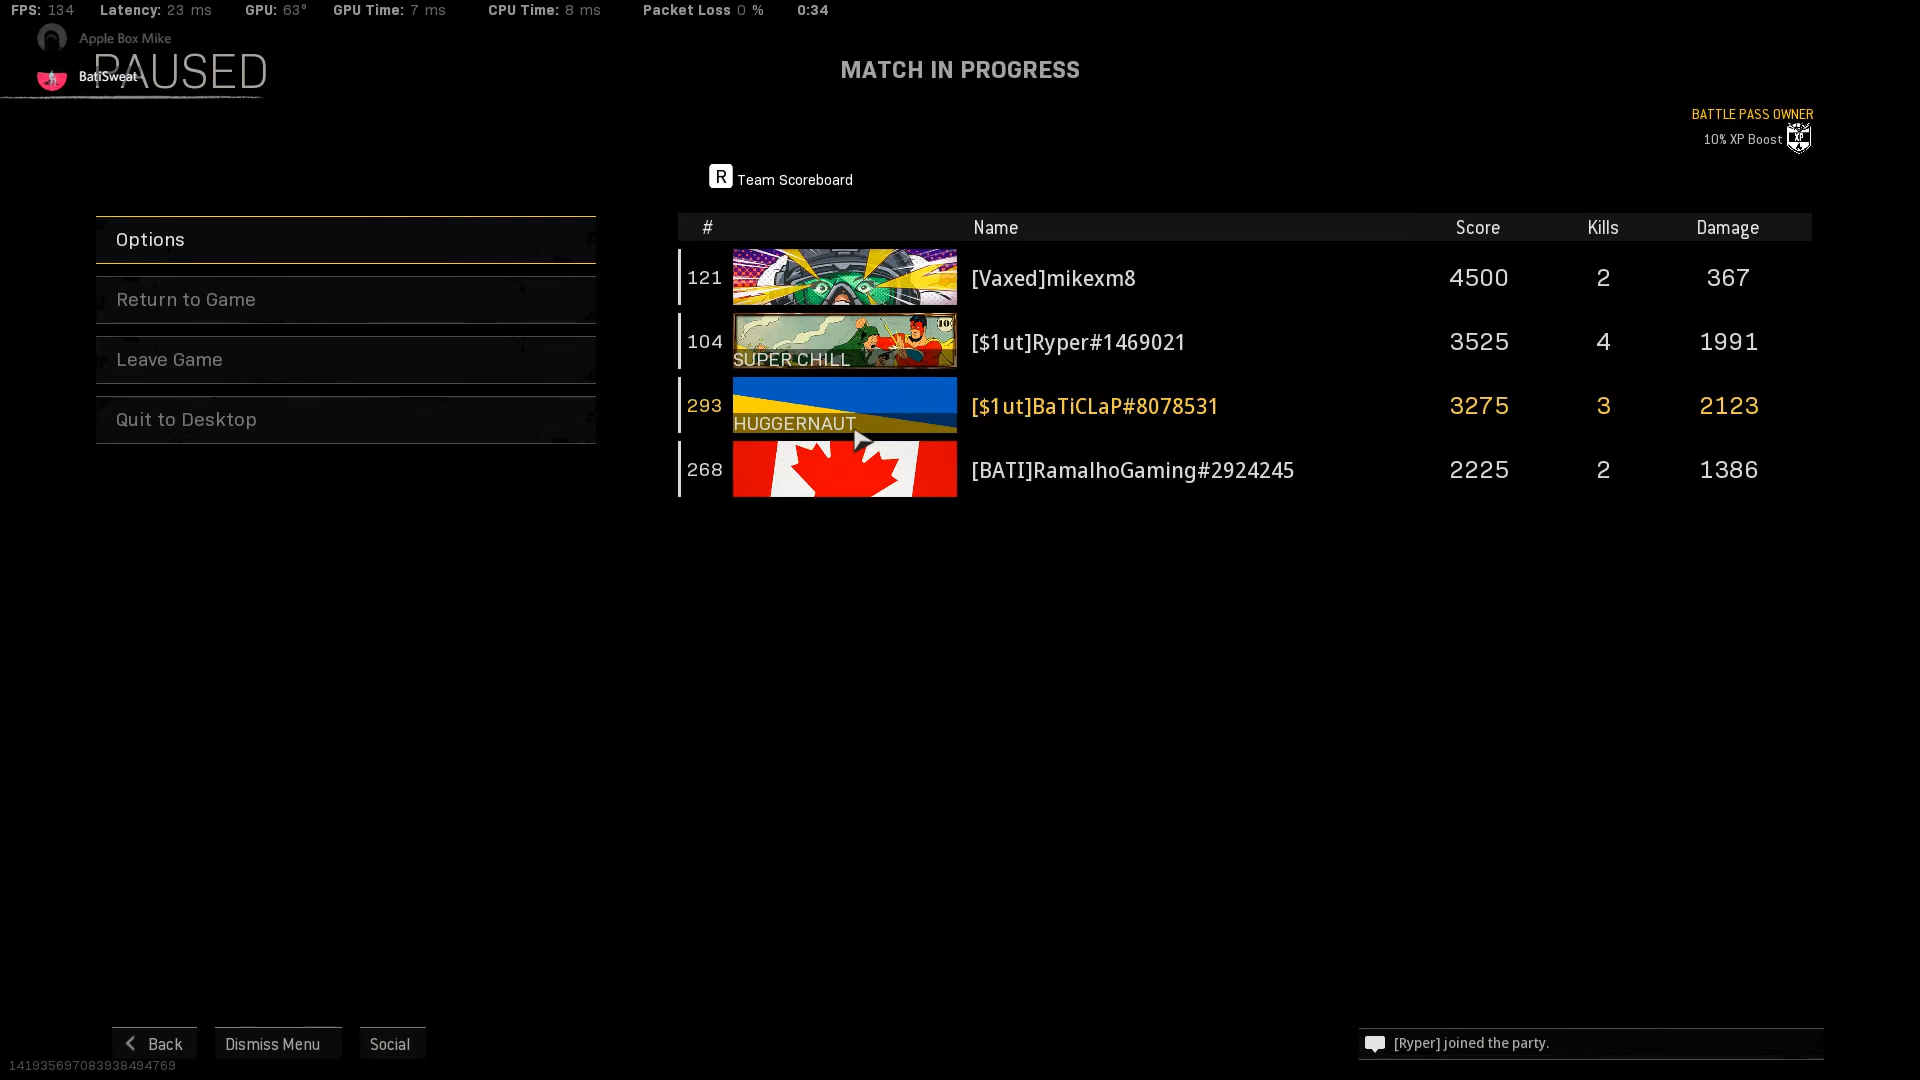 FPS: 134 Latency: 23 ms GPU: 63° GPU Time: 7 ms CPU Time: 8 ms Packet Loss 0 % 0:34
Apple Box Mike
BatiSweat
PAUSED
MATCH IN PROGRESS
BATTLE PASS OWNER
10% XP Boost XP
R Team Scoreboard
Options
Return to Game
Leave Game
Quit to Desktop
# Name Score Kills Damage
121 [Vaxed]mikexm8 4500 2 367
104 SUPER CHILL [$1ut]Ryper#1469021 3525 4 1991
293 HUGGERNAUT [$1ut]BaTiCLaP#8078531 3275 3 2123
268 [BATI]RamalhoGaming#2924245 2225 2 1386
Back Dismiss Menu Social
[Ryper] joined the party.
141935697083938494769